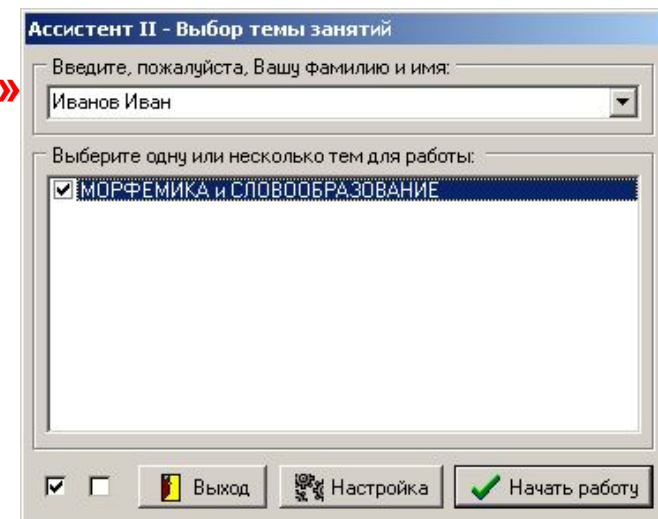 Ассистент II - Выбор темы занятий
Введите, пожалуйста, Вашу фамилию и имя:
»
Иванов Иван
Выберите одну или несколько тем для работы:
МОРФЕМИКА и СЛОВООБРАЗОВАНИЕ
Выход Настройка Начать работу